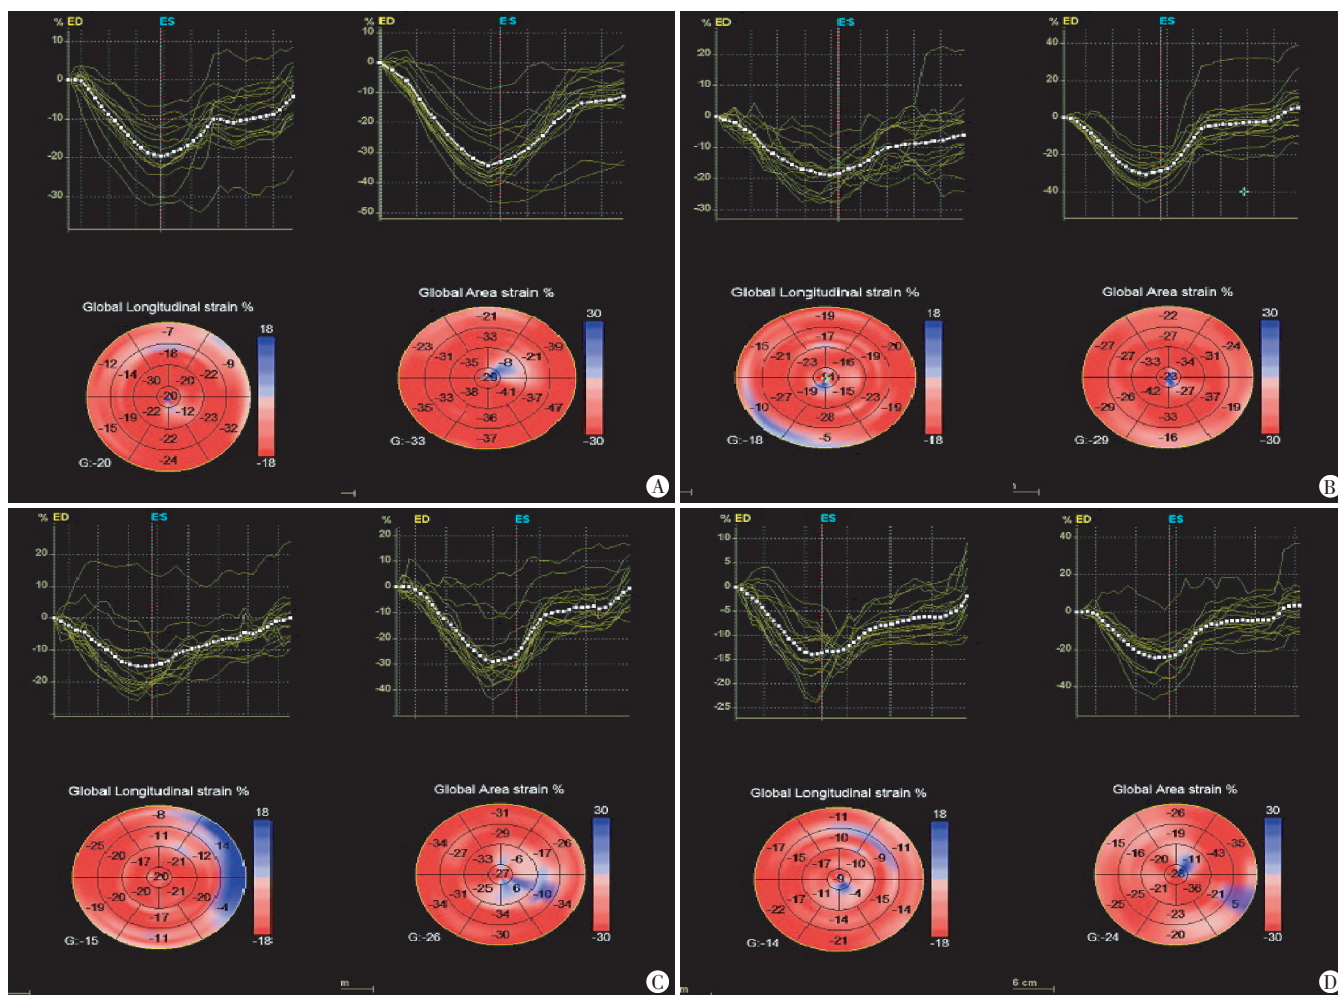 % ED ES
10
0
-10
-20
-30
Global Longitudinal strain %
-7
-12 -18 -9
-14 -22
-30 -20
20
-22 -12
-15 -19 -23 -32
-22
-24
G:-20
18
-18
% ED ES
10
0
-10
-20
-30
-40
-50
Global Area strain %
-21
-33
-23 -31 -35 -8 -21 -39
-38 -41
-35 -33 -37 -47
-36
-37
G:-33
30
-30
A
% ED ES
20
10
0
-10
-20
-30
Global Longitudinal strain %
-19
-17
-15 -21 -23 -16 -19 -20
-19 -15
-10 -27 -23 -19
-28
-5
G:-18
18
-18
% ED ES
40
20
0
-20
-40
Global Area strain %
-22
-27
-27 -27 -33 -34 -31 -24
23
-42 -27
-29 -26 -37 -19
-33
-16
G:-29
30
-30
B
% ED ES
20
10
0
-10
-20
Global Longitudinal strain %
-8
-11
-25 -20 -17 -21 -12 14
-20
-20 -21
-19 -20 -20 -4
-17
-11
G:-15
18
-18
% ED ES
20
10
0
-10
-20
-30
-40
Global Area strain %
-31
-29
-34 -27 -33 -6 -17 -26
27
-25 6
-34 -31 -10 -34
-34
-30
G:-26
30
-30
m
C
% ED ES
10
5
0
-5
-10
-15
-20
-25
Global Longitudinal strain %
-11
-10
-17 -15 -17 -10 -9 -11
-9
-11 -4
-22 -17 -15 -14
-14
-21
G:-14
18
-18
m
% ED ES
40
20
0
-20
-40
Global Area strain %
-26
-19
-15 -16 -20 -11 -43 -35
28
-21 -36
-25 -25 -21 5
-23
-20
G:-24
30
-30
6 cm
D